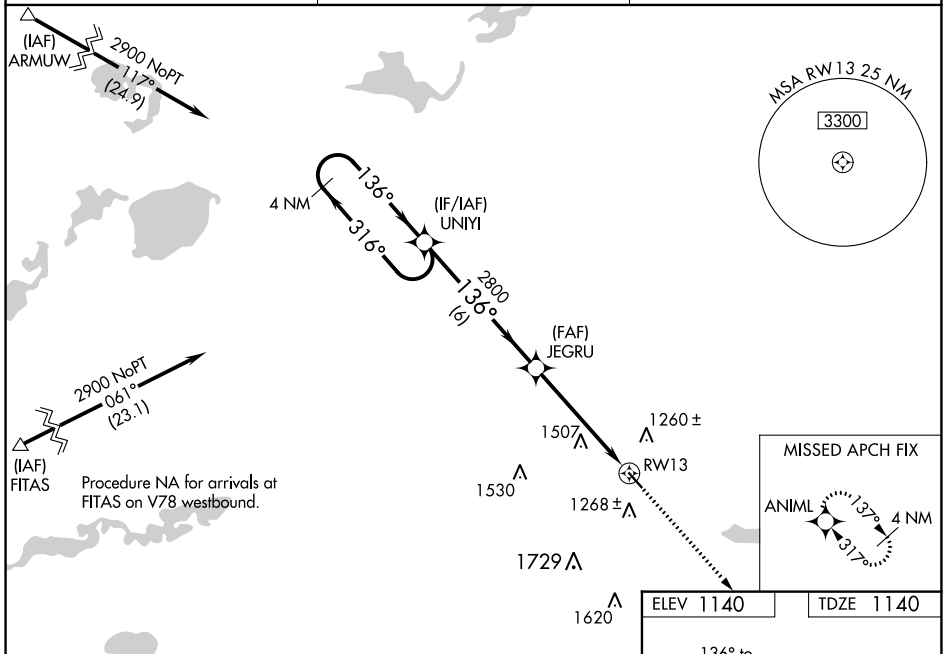 (IAF)
ARMUW
2900 NoPT
117°
(24.9)
MSA RW13 25 NM
3300
4 NM
136°
316°
(IF/IAF)
UNIYI
2800
136°
(6)
(FAF)
JEGRU
2900 NoPT
061°
(23.1)
(IAF)
FITAS
Procedure NA for arrivals at
FITAS on V78 westbound.
1507
1260 ±
RW13
1530
1268 ±
1729
1620
MISSED APCH FIX
ANIML
137°
4 NM
317°
ELEV 1140
TDZE 1140
136° to